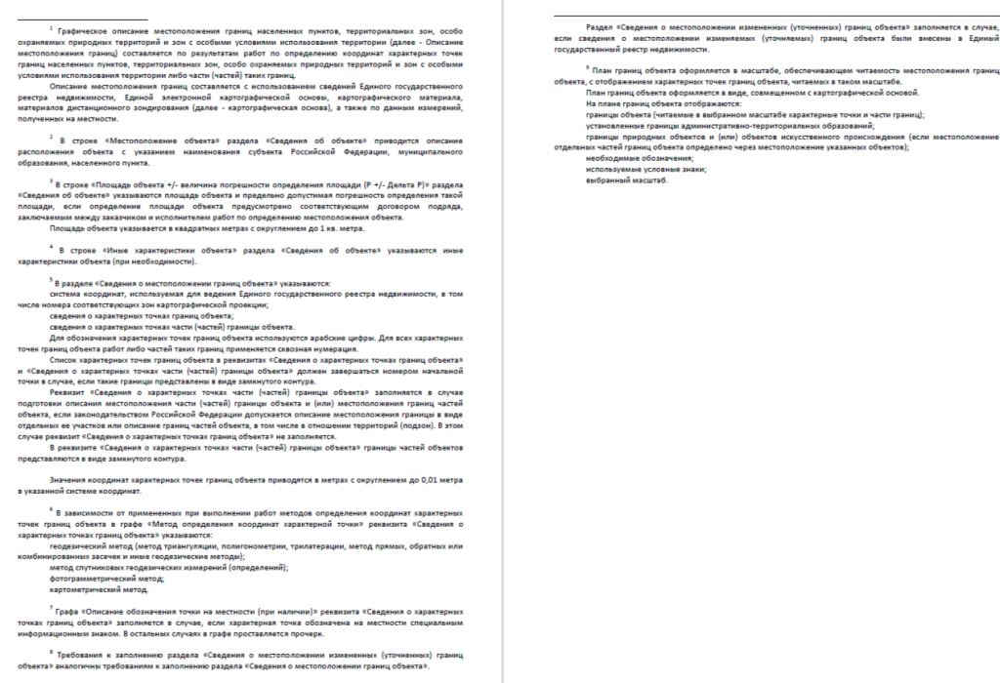 1 Графическое описание местоположения границ населенных пунктов, территориальных зон, особо
охраняемых природных территорий и зон с особыми условиями использования территории (далее - Описание
местоположения границ) составляется по результатам работ по определению координат характерных точек
границ населенных пунктов, территориальных зон, особо охраняемых природных территорий и зон с особыми
условиями использования территории либо части (частей) таких границ.
Описание местоположения границ составляется с использованием сведений Единого государственного
реестра недвижимости, Единой электронной картографической основы, картографического материала,
материалов дистанционного зондирования (далее - картографическая основа), а также по данным измерений,
полученных на местности.
2 В строке «Местоположение объекта» раздела «Сведения об объекте» приводится описание
расположения объекта с указанием наименования субъекта Российской Федерации, муниципального
образования, населенного пункта.
3 В строке «Площадь объекта +/- величина погрешности определения площади (P +/- Дельта P)» раздела
«Сведения об объекте» указываются площадь объекта и предельно допустимая погрешность определения такой
площади, если определение площади объекта предусмотрено соответствующим договором подряда,
заключаемым между заказчиком и исполнителем работ по определению местоположения объекта.
Площадь объекта указывается в квадратных метрах с округлением до 1 кв. метра.
4 В строке «Иные характеристики объекта» раздела «Сведения об объекте» указываются иные
характеристики объекта (при необходимости).
5 В разделе «Сведения о местоположении границ объекта» указываются:
система координат, используемая для ведения Единого государственного реестра недвижимости, в том
числе номера соответствующих зон картографической проекции;
сведения о характерных точках границ объекта;
сведения о характерных точках части (частей) границы объекта.
Для обозначения характерных точек границ объекта используются арабские цифры. Для всех характерных
точек границ объекта работ либо частей таких границ применяется сквозная нумерация.
Список характерных точек границ объекта в реквизитах «Сведения о характерных точках границ объекта»
и «Сведения о характерных точках части (частей) границы объекта» должен завершаться номером начальной
точки в случае, если такие границы представлены в виде замкнутого контура.
Реквизит «Сведения о характерных точках части (частей) границы объекта» заполняется в случае
подготовки описания местоположения части (частей) границы объекта и (или) местоположения границ частей
объекта, если законодательством Российской Федерации допускается описание местоположения границы в виде
отдельных ее участков или описание границ частей объекта, в том числе в отношении территорий (подзон). В этом
случае реквизит «Сведения о характерных точках границ объекта» не заполняется.
В реквизите «Сведения о характерных точках части (частей) границы объекта» границы частей объектов
представляются в виде замкнутого контура.
Значения координат характерных точек границ объекта приводятся в метрах с округлением до 0,01 метра
в указанной системе координат.
6 В зависимости от примененных при выполнении работ методов определения координат характерных
точек границ объекта в графе «Метод определения координат характерной точки» реквизита «Сведения о
характерных точках границ объекта» указываются:
геодезический метод (метод триангуляции, полигонометрии, трилатерации, метод прямых, обратных или
комбинированных засечек и иные геодезические методы);
метод спутниковых геодезических измерений (определений);
фотограмметрический метод;
картометрический метод.
7 Графа «Описание обозначения точки на местности (при наличии)» реквизита «Сведения о характерных
точках границ объекта» заполняется в случае, если характерная точка обозначена на местности специальным
информационным знаком. В остальных случаях в графе проставляется прочерк.
8 Требования к заполнению раздела «Сведения о местоположении измененных (уточненных) границ
объекта» аналогичны требованиям к заполнению раздела «Сведения о местоположении границ объекта».
Раздел «Сведения о местоположении измененных (уточненных) границ объекта» заполняется в случае,
если сведения о местоположении изменяемых (уточняемых) границ объекта были внесены в Единый
государственный реестр недвижимости.
9 План границ объекта оформляется в масштабе, обеспечивающем читаемость местоположения границ
объекта, с отображением характерных точек границ объекта, читаемых в таком масштабе.
План границ объекта оформляется в виде, совмещенном с картографической основой.
На плане границ объекта отображаются:
границы объекта (читаемые в выбранном масштабе характерные точки и части границ);
установленные границы административно-территориальных образований;
границы природных объектов и (или) объектов искусственного происхождения (если местоположение
отдельных частей границ объекта определено через местоположение указанных объектов);
необходимые обозначения;
используемые условные знаки;
выбранный масштаб.